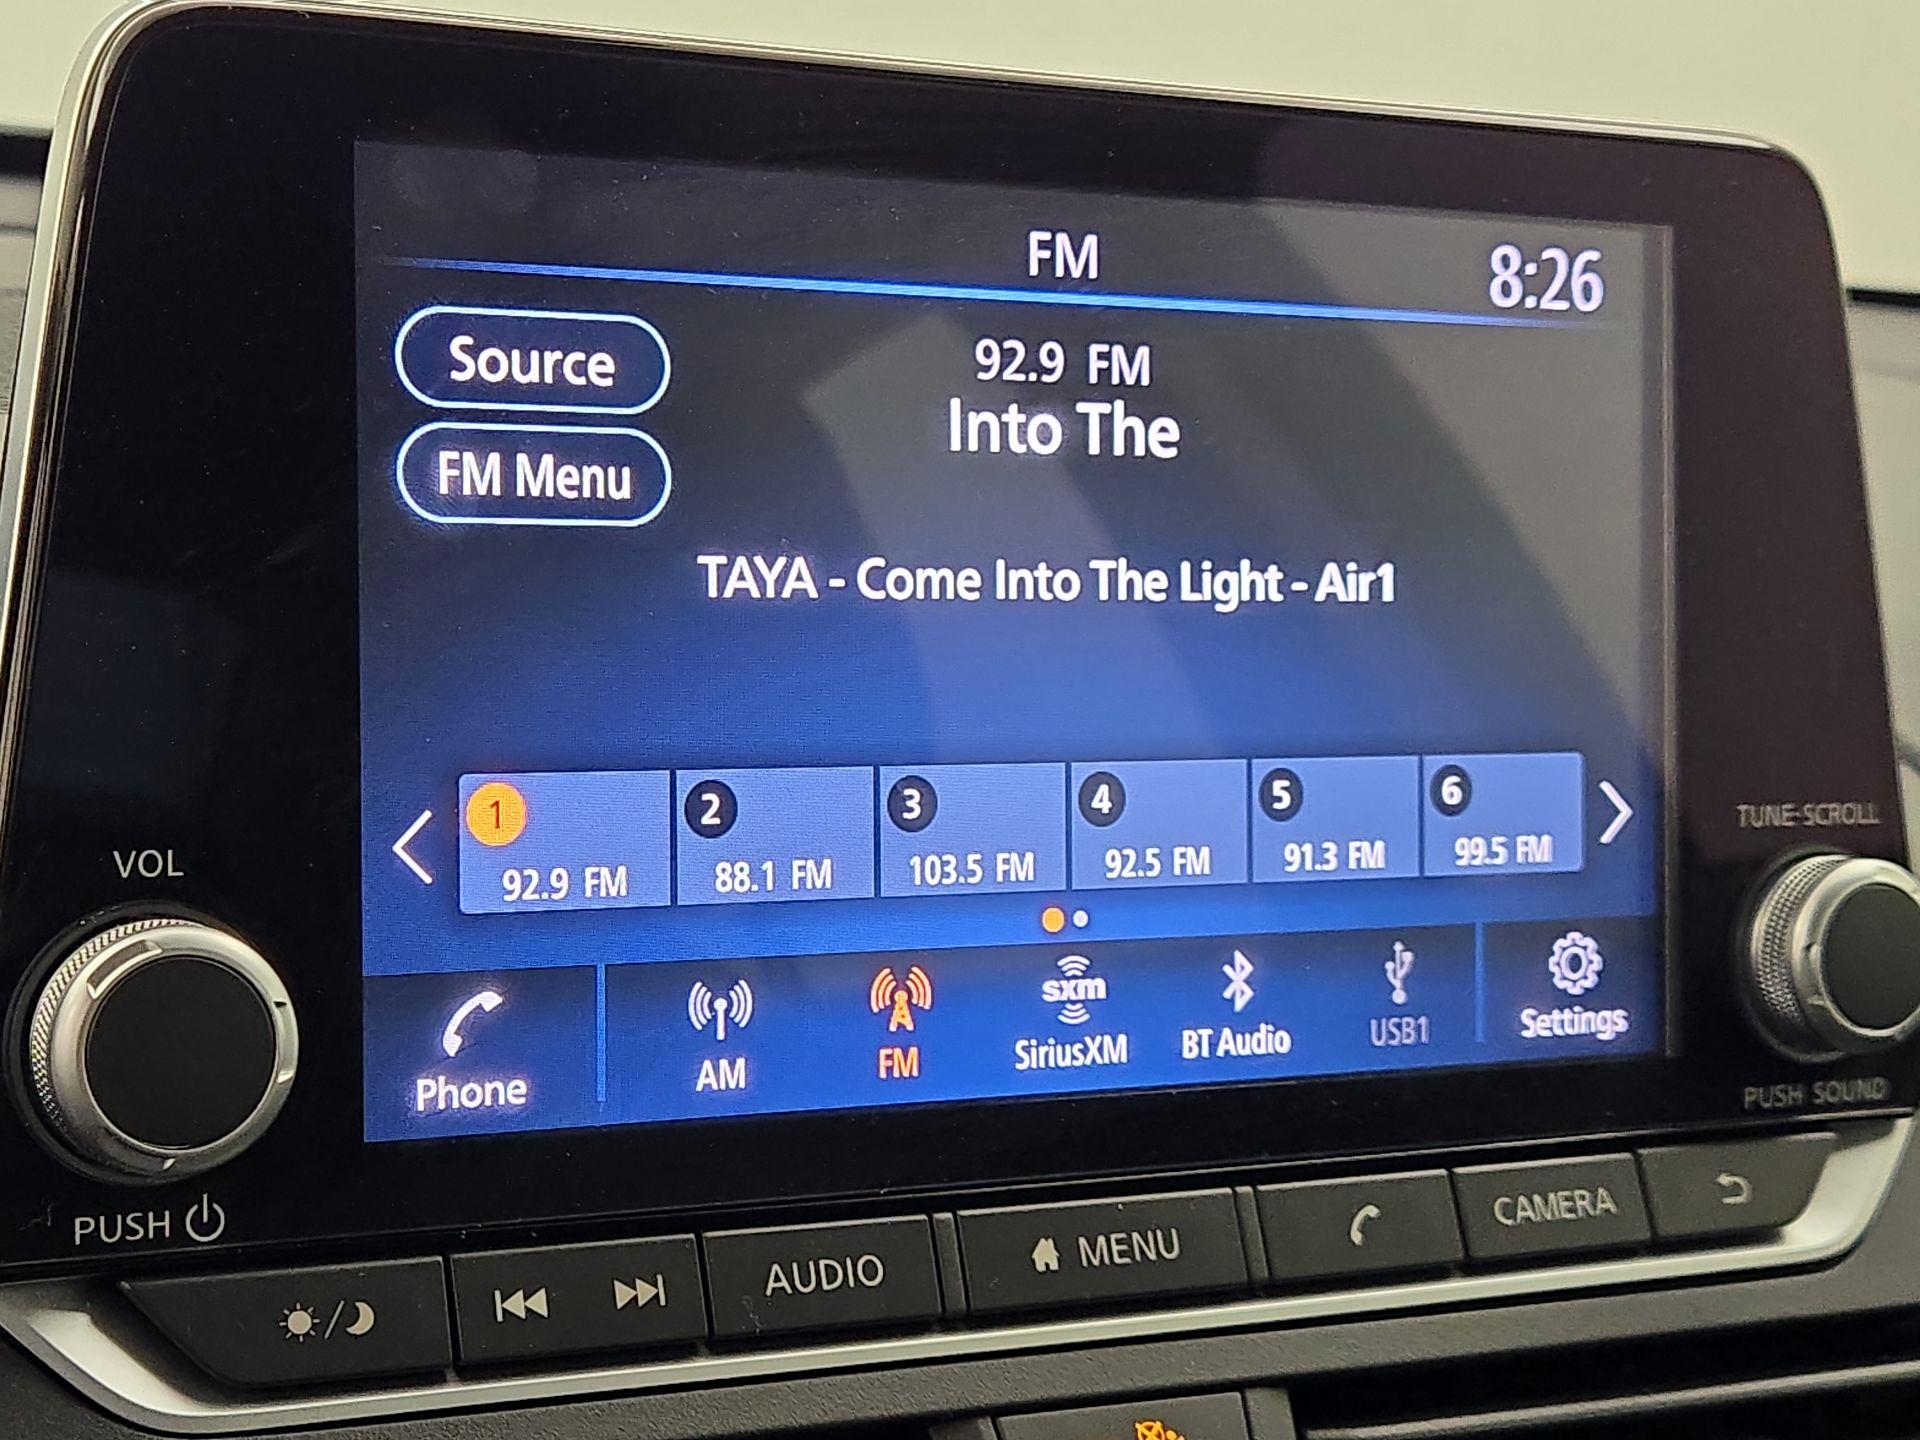 FM
8:26
Source
92.9 FM
Into The
FM Menu
TAYA - Come Into The Light - Air1
1
2
3
4
5
6
92.9 FM
88.1 FM
103.5 FM
92.5 FM
91.3 FM
99.5 FM
VOL
TUNE·SCROLL
Phone
AM
FM
sxm
SiriusXM
BT Audio
USB1
Settings
PUSH
PUSH SOUND
AUDIO
MENU
CAMERA